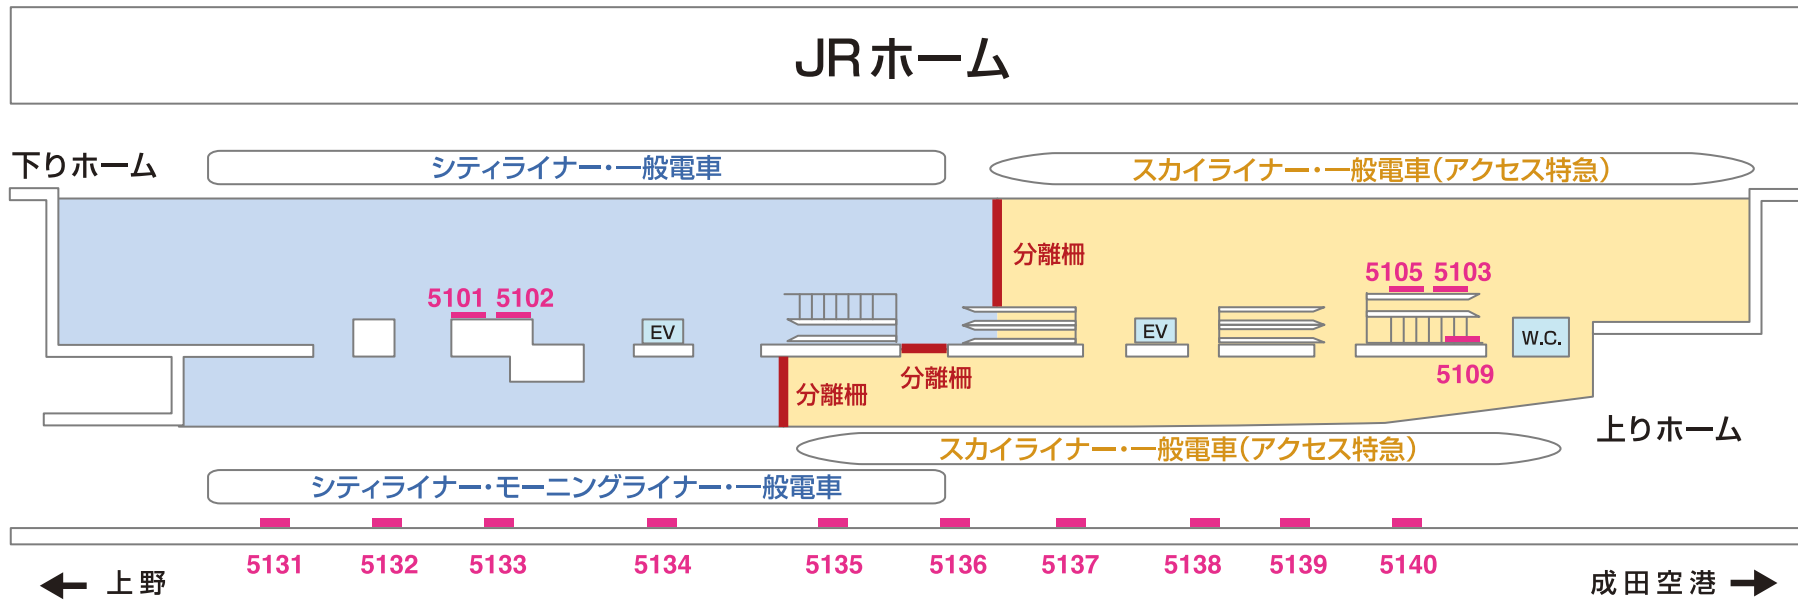 JRホーム
下りホーム
シティライナー・一般電車
スカイライナー・一般電車(アクセス特急)
分離柵
5105 5103
5101 5102
EV
EV
W.C.
5109
分離柵
分離柵
上りホーム
スカイライナー・一般電車(アクセス特急)
シティライナー・モーニングライナー・一般電車
5131 5132 5133 5134 5135 5136 5137 5138 5139 5140
上野
成田空港